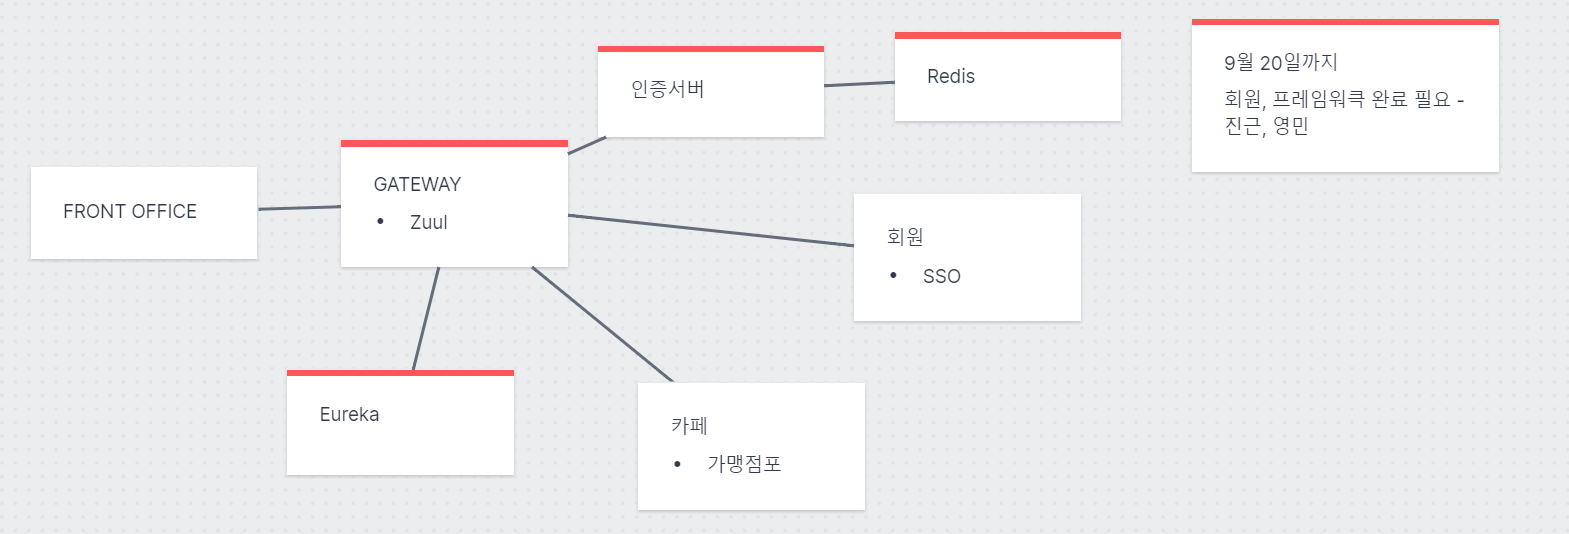 FRONT OFFICE
GATEWAY
• Zuul
인증서버
Redis
9월 20일까지
회원, 프레임워큭 완료 필요 -
진근, 영민
회원
• SSO
Eureka
카페
• 가맹점포